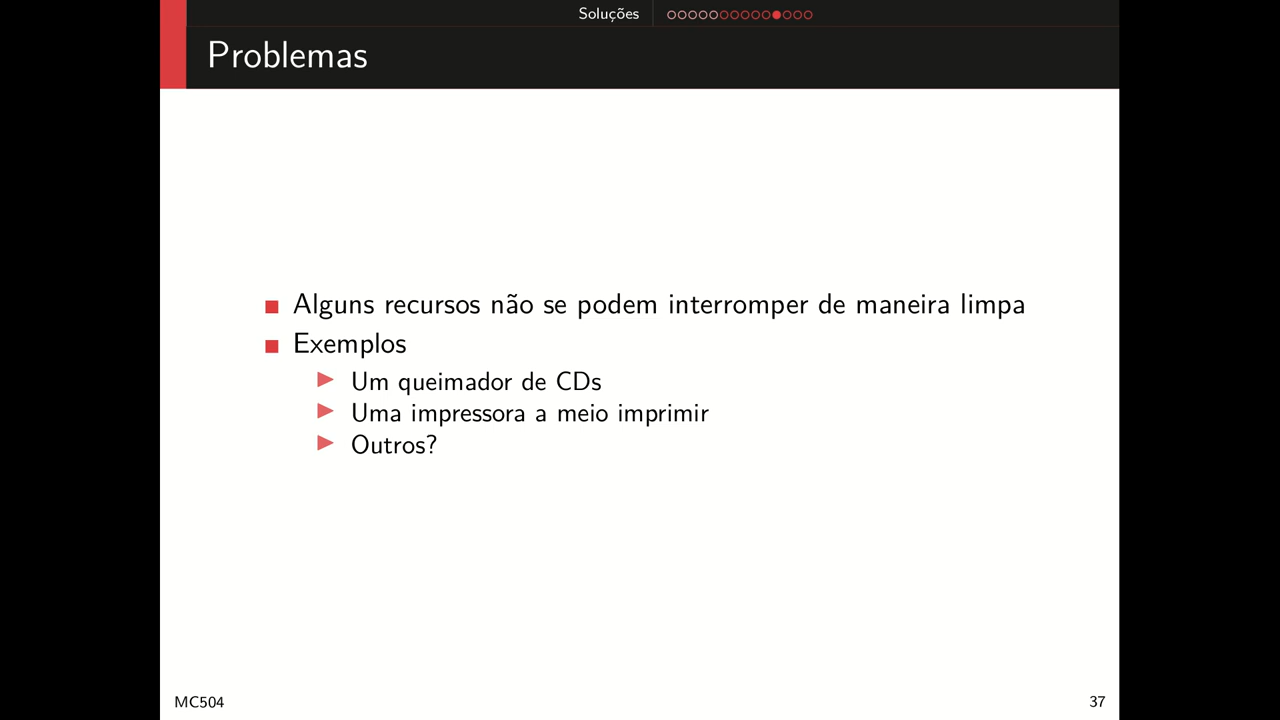 Soluções
Problemas
Alguns recursos não se podem interromper de maneira limpa
Exemplos
Um queimador de CDs
Uma impressora a meio imprimir
Outros?
MC504
37